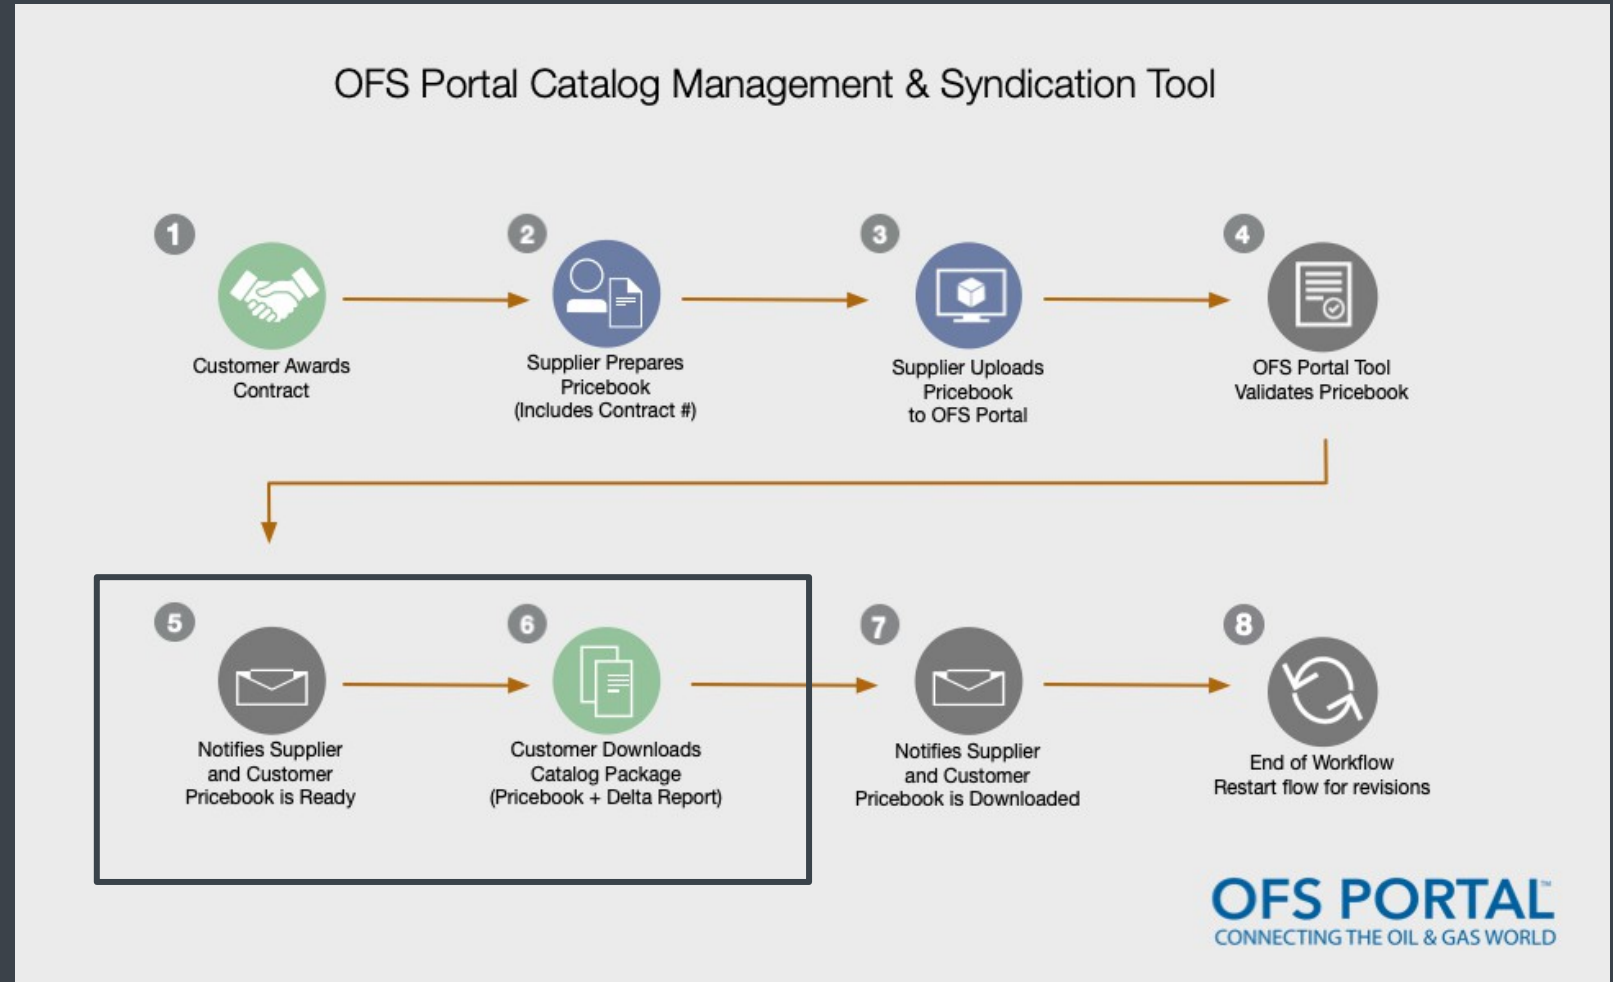 OFS Portal Catalog Management & Syndication Tool
1
2
3
4
Customer Awards
Contract
Supplier Prepares
Pricebook
(Includes Contract #)
Supplier Uploads
Pricebook
to OFS Portal
OFS Portal Tool
Validates Pricebook
5
6
7
8
Notifies Supplier
and Customer
Pricebook is Ready
Customer Downloads
Catalog Package
(Pricebook + Delta Report)
Notifies Supplier
and Customer
Pricebook is Downloaded
End of Workflow
Restart flow for revisions
OFS PORTAL™
CONNECTING THE OIL & GAS WORLD